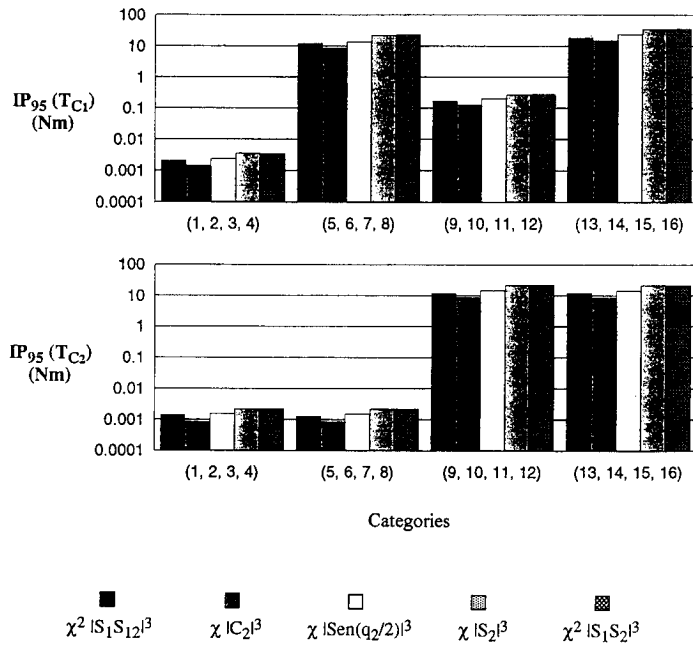 100
10
1
0.1
0.01
0.001
0.0001
IP95 (TC1)
(Nm)
(1, 2, 3, 4) (5, 6, 7, 8) (9, 10, 11, 12) (13, 14, 15, 16)
100
10
1
0.1
0.01
0.001
0.0001
IP95 (TC2)
(Nm)
(1, 2, 3, 4) (5, 6, 7, 8) (9, 10, 11, 12) (13, 14, 15, 16)
Categories
χ² |S₁S₁₂|³ χ |C₂|³ χ |Sen(q₂/2)|³ χ |S₂|³ χ² |S₁S₂|³